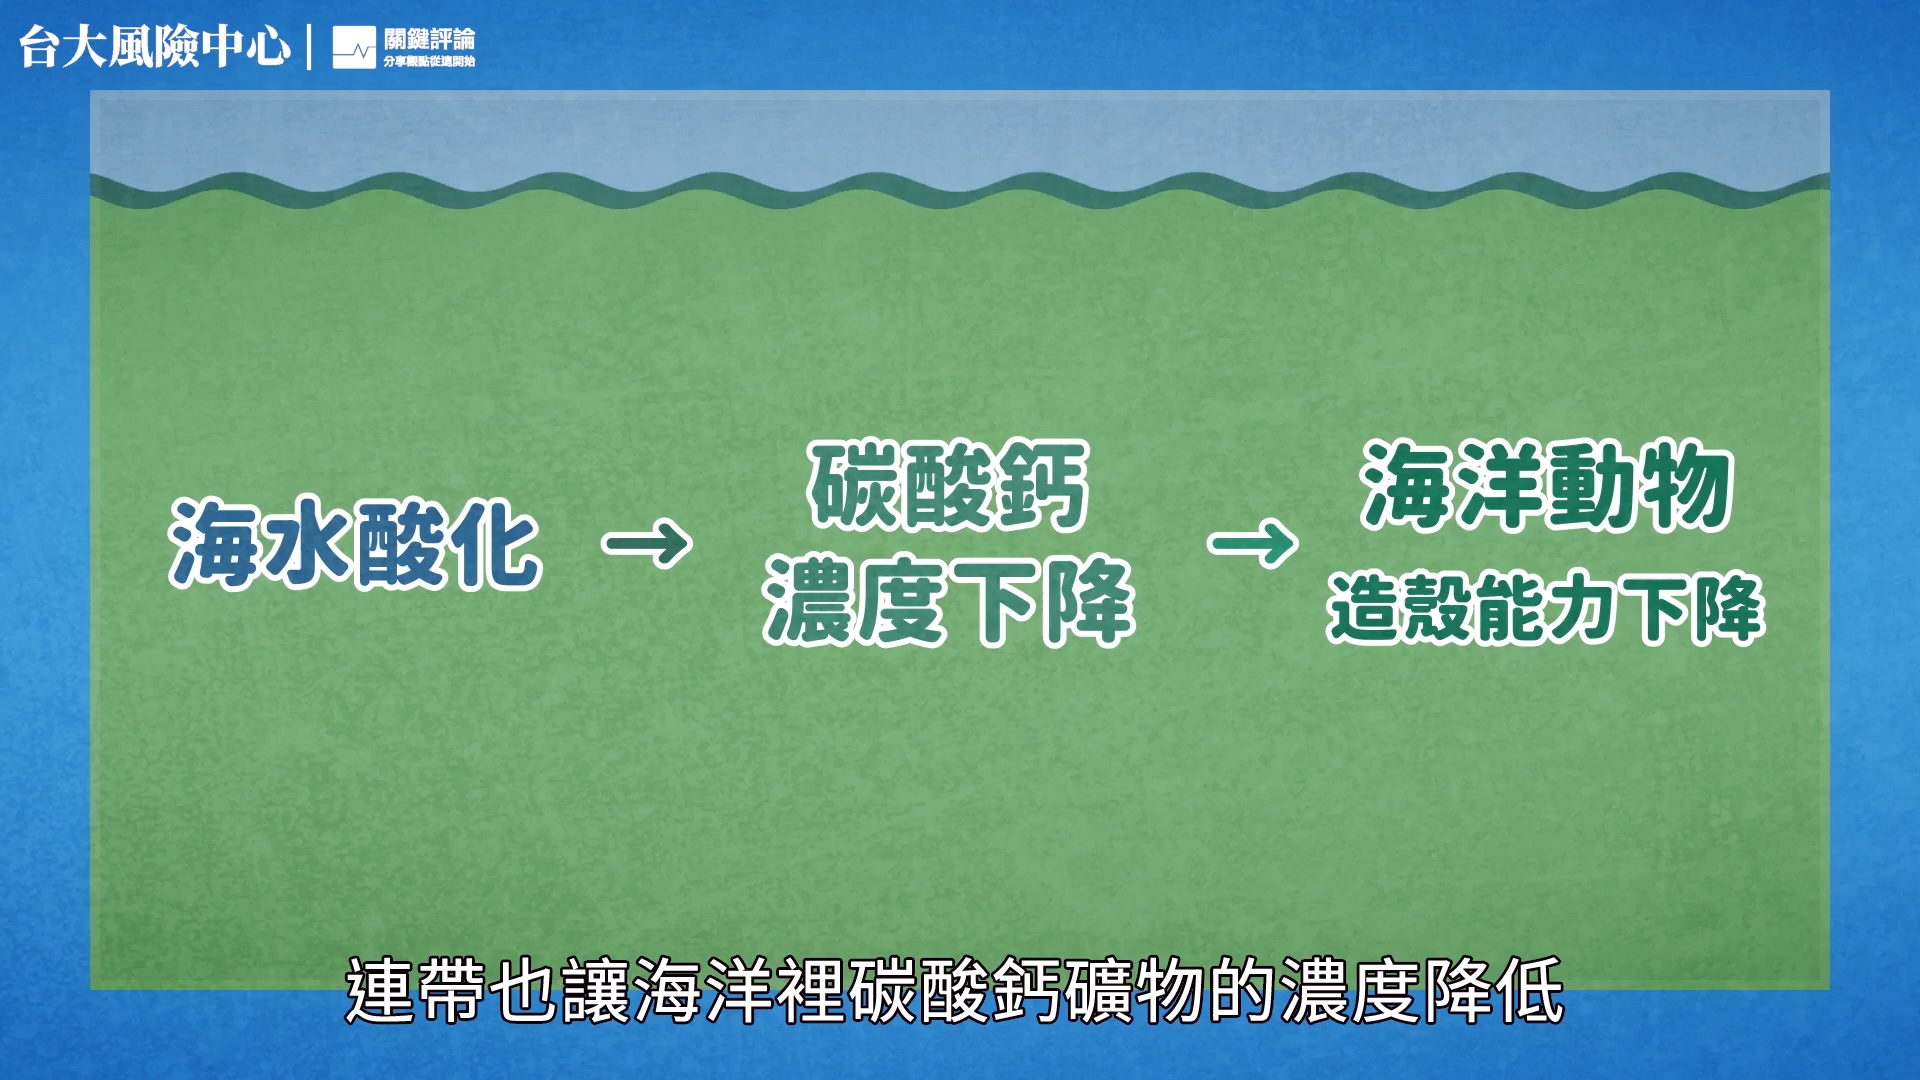 台大風險中心
關鍵評論
分享觀點從這開始
海水酸化
→
碳酸鈣
濃度下降
→
海洋動物
造殼能力下降
連帶也讓海洋裡碳酸鈣礦物的濃度降低